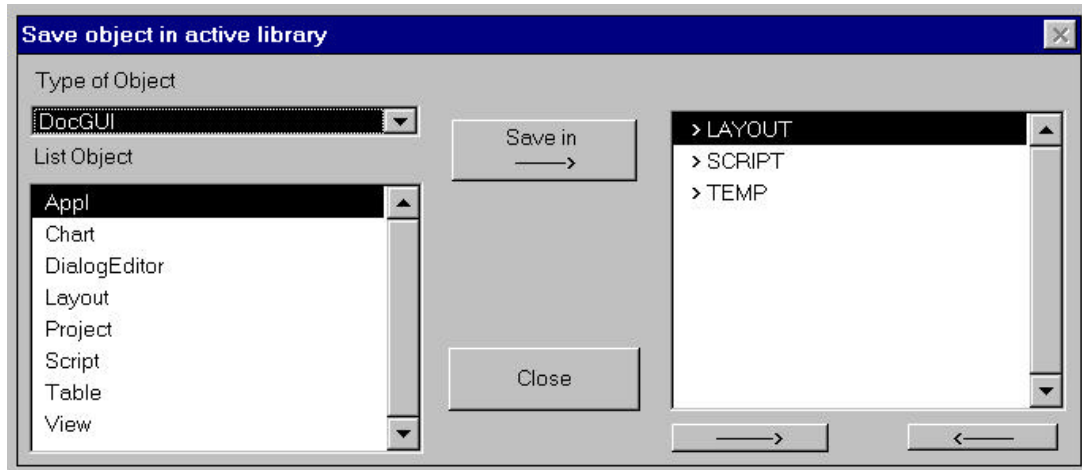 Save object in active library
Type of Object
DocGUI
List Object
Appl
Chart
DialogEditor
Layout
Project
Script
Table
View
Save in
Close
> LAYOUT
> SCRIPT
> TEMP